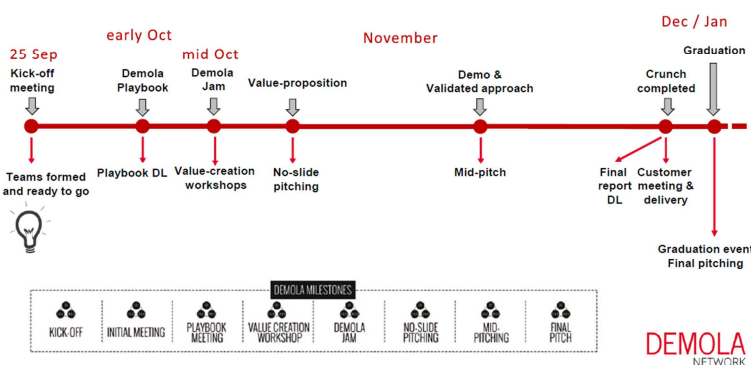 Dec / Jan
early Oct
November
25 Sep
mid Oct
Graduation
Kick-off
meeting
Demola
Playbook
Demola
Jam
Value-proposition
Demo &
Validated approach
Crunch
completed
Teams formed
and ready to go
Playbook DL
Value-creation
workshops
No-slide
pitching
Mid-pitch
Final
report
DL
Customer
meeting &
delivery
Graduation event
Final pitching
DEMOLA MILESTONES
KICK-OFF
INITIAL MEETING
PLAYBOOK
MEETING
VALUE CREATION
WORKSHOP
DEMOLA
JAM
NO-SLIDE
PITCHING
MID-
PITCHING
FINAL
PITCH
DEMOLA
NETWORK